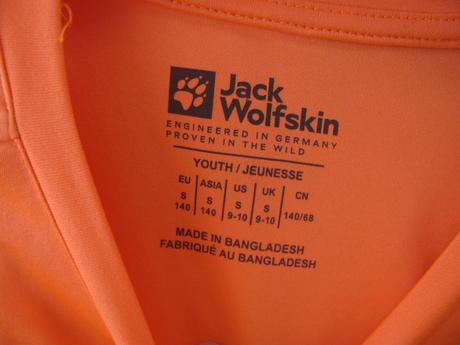 Jack
Wolfskin
ENGINEERED IN GERMANY
PROVEN IN THE WILD
YOUTH / JEUNESSE
EU ASIA US UK CN
S S S S 140/68
140 140 9-10 9-10
MADE IN BANGLADESH
FABRIQUÉ AU BANGLADESH